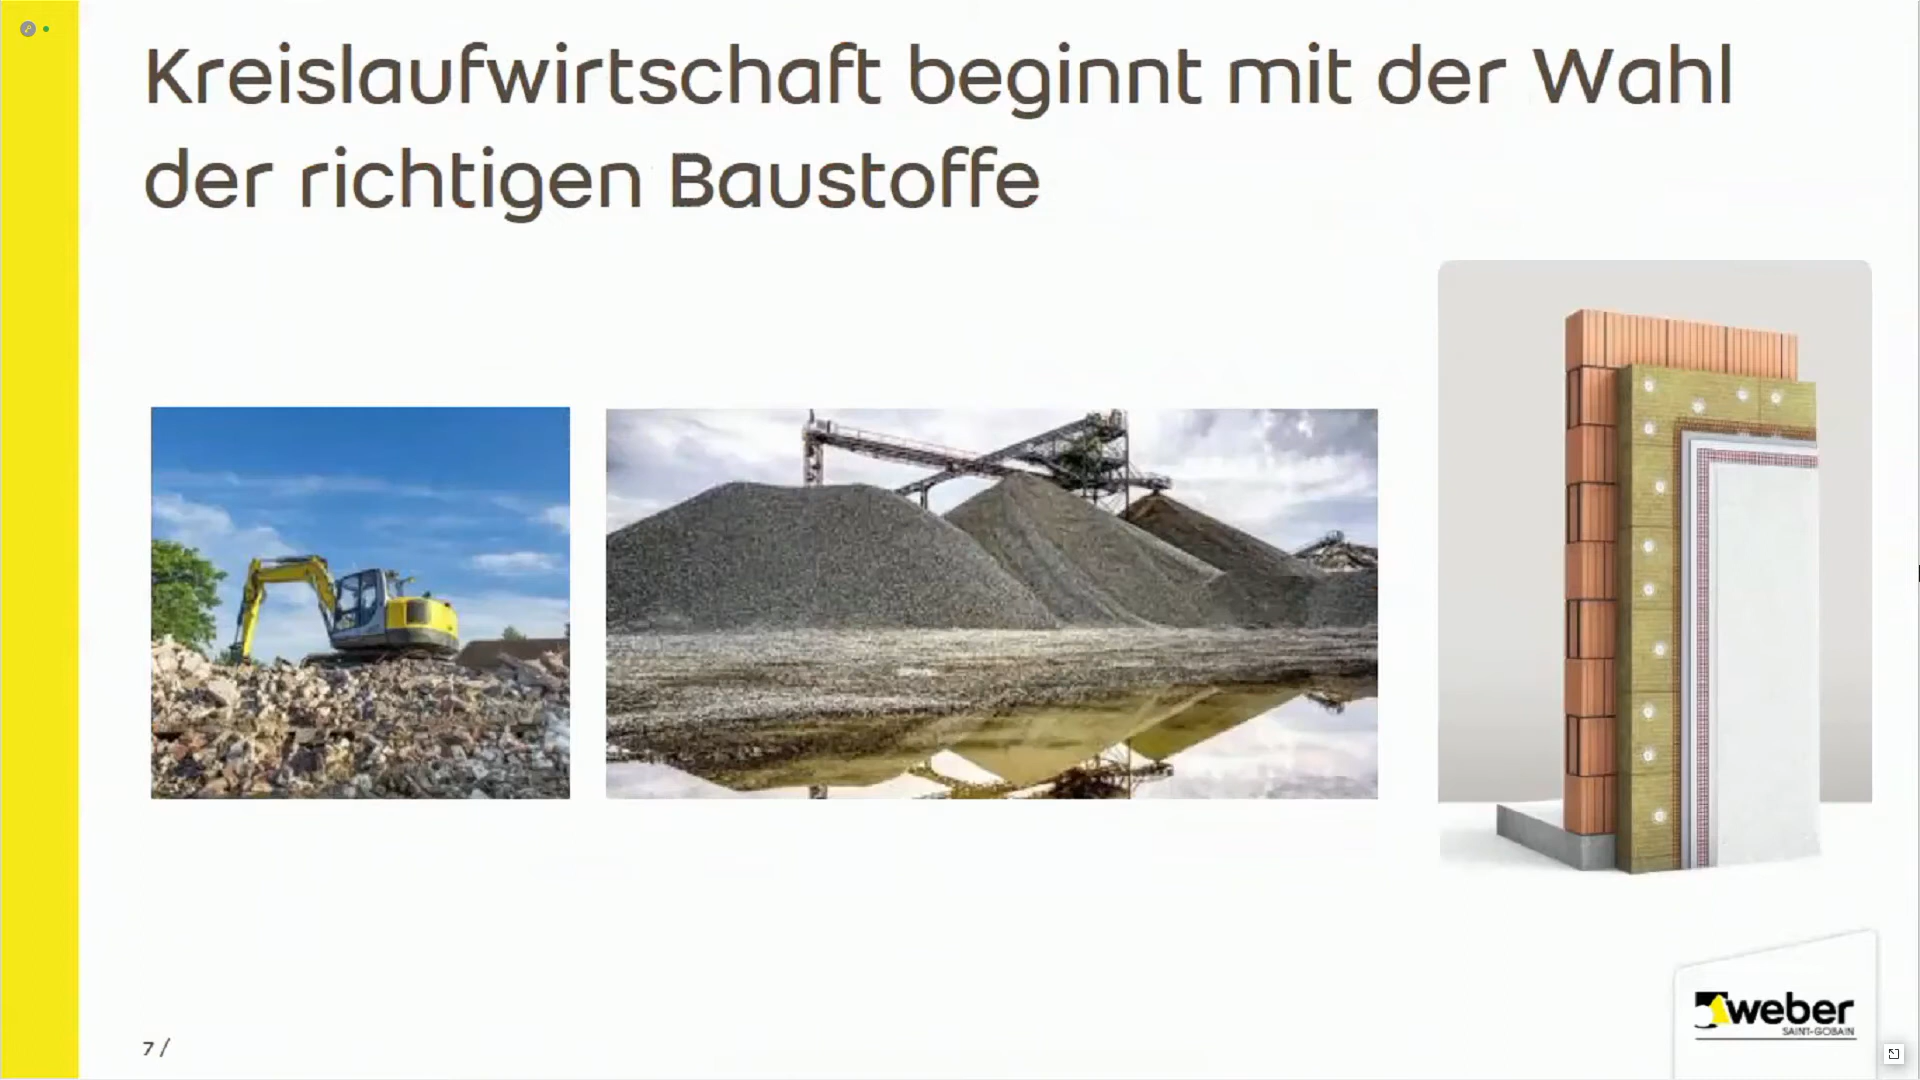 Kreislaufwirtschaft beginnt mit der Wahl
der richtigen Baustoffe
weber
SAINT-GOBAIN
7 /